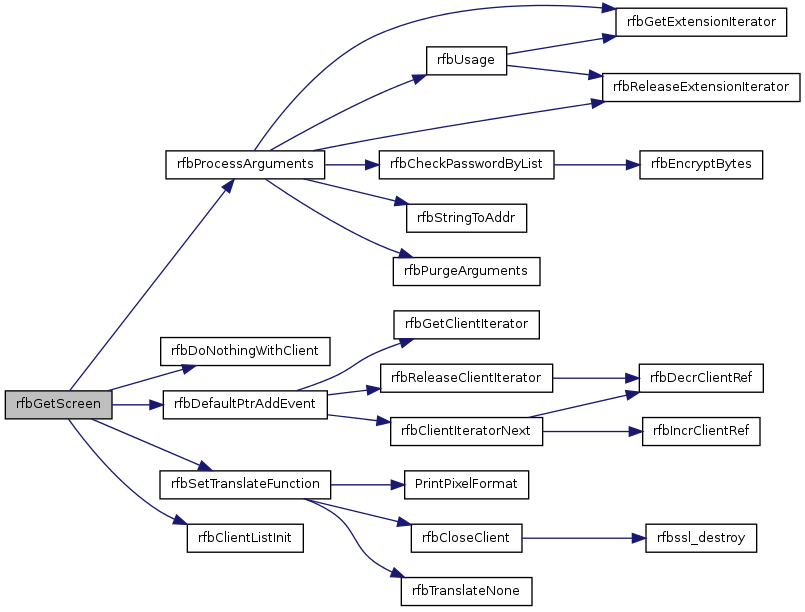 rfbGetExtensionIterator
rfbUsage
rfbReleaseExtensionIterator
rfbProcessArguments
rfbCheckPasswordByList
rfbEncryptBytes
rfbStringToAddr
rfbPurgeArguments
rfbGetClientIterator
rfbDoNothingWithClient
rfbReleaseClientIterator
rfbDecrClientRef
rfbGetScreen
rfbDefaultPtrAddEvent
rfbClientIteratorNext
rfbIncrClientRef
rfbSetTranslateFunction
PrintPixelFormat
rfbClientListInit
rfbCloseClient
rfbssl_destroy
rfbTranslateNone